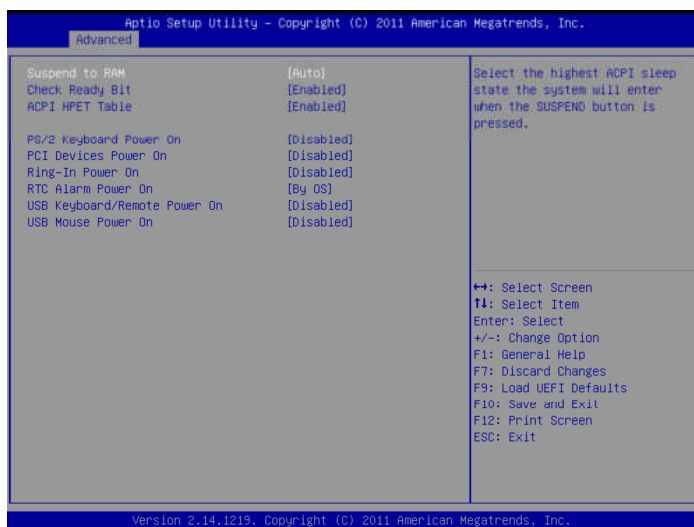 Aptio Setup Utility – Copyright (C) 2011 American Megatrends, Inc.
Advanced
Suspend to RAM [Auto]
Check Ready Bit [Enabled]
ACPI HPET Table [Enabled]
PS/2 Keyboard Power On [Disabled]
PCI Devices Power On [Disabled]
Ring-In Power On [Disabled]
RTC Alarm Power On [By OS]
USB Keyboard/Remote Power On [Disabled]
USB Mouse Power On [Disabled]
Select the highest ACPI sleep
state the system will enter
when the SUSPEND button is
pressed.
↔: Select Screen
↑↓: Select Item
Enter: Select
+/-: Change Option
F1: General Help
F7: Discard Changes
F9: Load UEFI Defaults
F10: Save and Exit
F12: Print Screen
ESC: Exit
Version 2.14.1219. Copyright (C) 2011 American Megatrends, Inc.